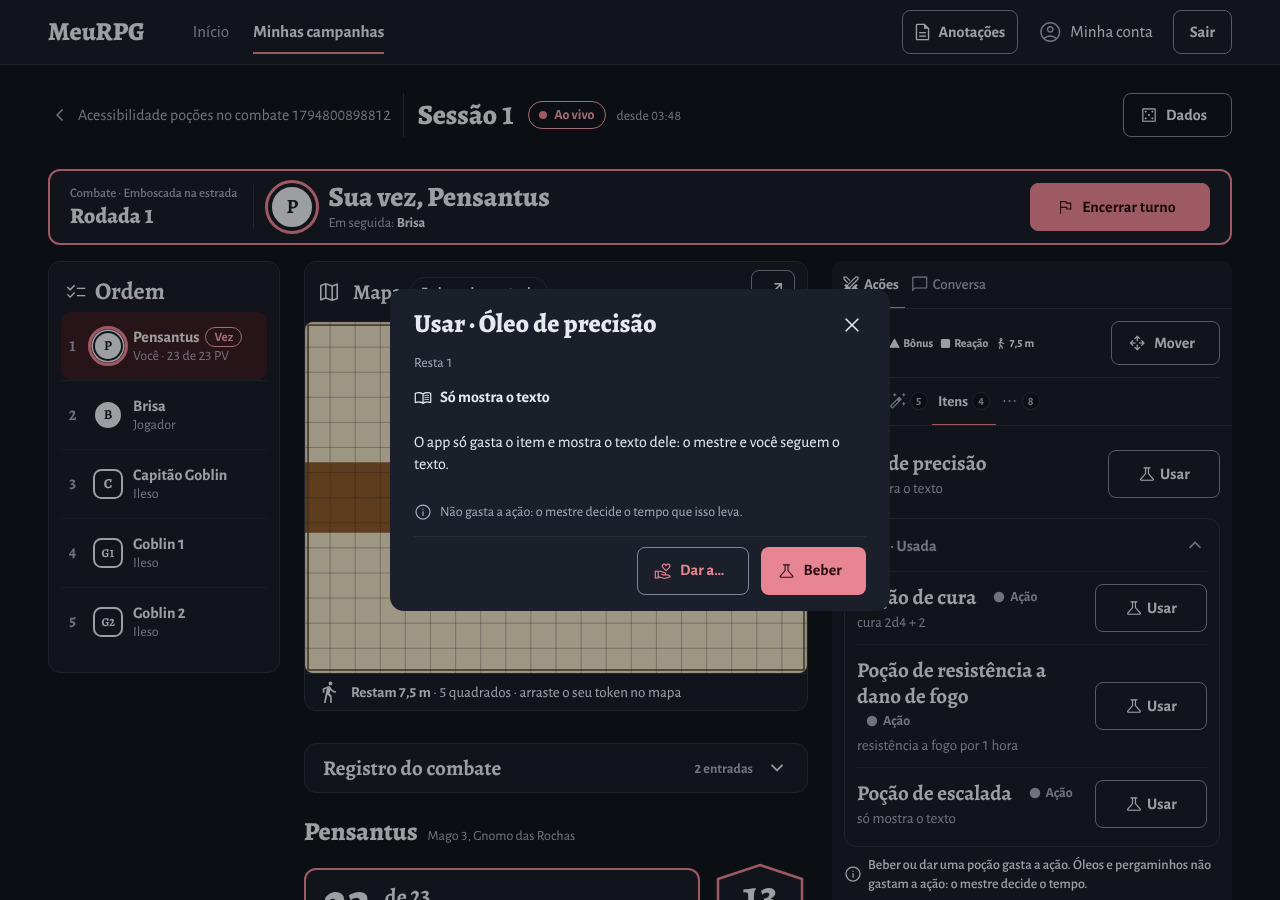 MeuRPG
Início
Minhas campanhas
Anotações
Minha conta
Sair
Acessibilidade poções no combate 1794800898812
Sessão 1
Ao vivo
desde 03:48
Dados
Combate · Emboscada na estrada
Rodada 1
P
Sua vez, Pensantus
Em seguida: Brisa
Encerrar turno
Ordem
1
P
Pensantus
Vez
Você · 23 de 23 PV
2
B
Brisa
Jogador
3
C
Capitão Goblin
Ileso
4
G1
Goblin 1
Ileso
5
G2
Goblin 2
Ileso
Usar · Óleo de precisão
Resta 1
Só mostra o texto
O app só gasta o item e mostra o texto dele: o mestre e você seguem o
texto.
Não gasta a ação: o mestre decide o tempo que isso leva.
Dar a...
Beber
Restam 7,5 m · 5 quadrados · arraste o seu token no mapa
Registro do combate
2 entradas
Pensantus
Mago 3, Gnomo das Rochas
de 23
13
Ações
Conversa
Bônus
Reação
7,5 m
Mover
5
Itens
4
8
de precisão
o texto
Usar
· Usada
de cura
Ação
cura 2d4 + 2
Usar
Poção de resistência a
dano de fogo
Ação
resistência a fogo por 1 hora
Usar
Poção de escalada
Ação
só mostra o texto
Usar
Beber ou dar uma poção gasta a ação. Óleos e pergaminhos não
gastam a ação: o mestre decide o tempo.